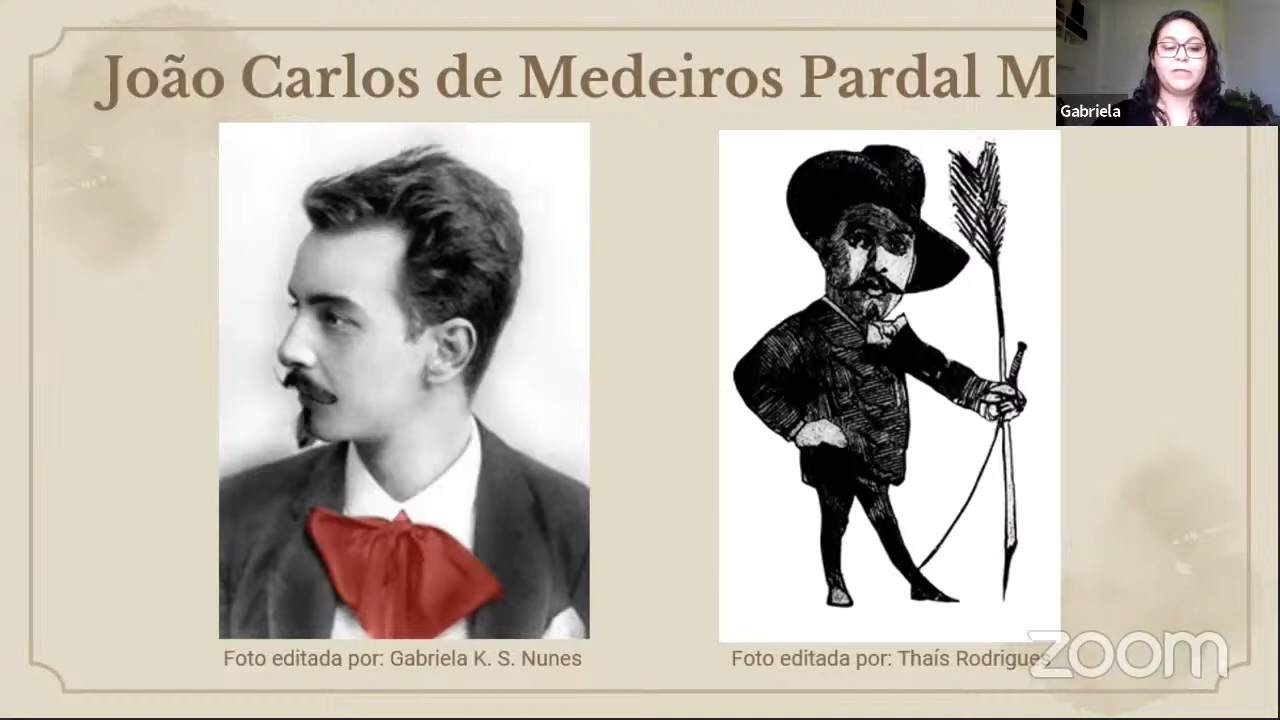 João Carlos de Medeiros Pardal M
Gabriela
Foto editada por: Gabriela K. S. Nunes
Foto editada por: Thaís Rodrigues
zoom